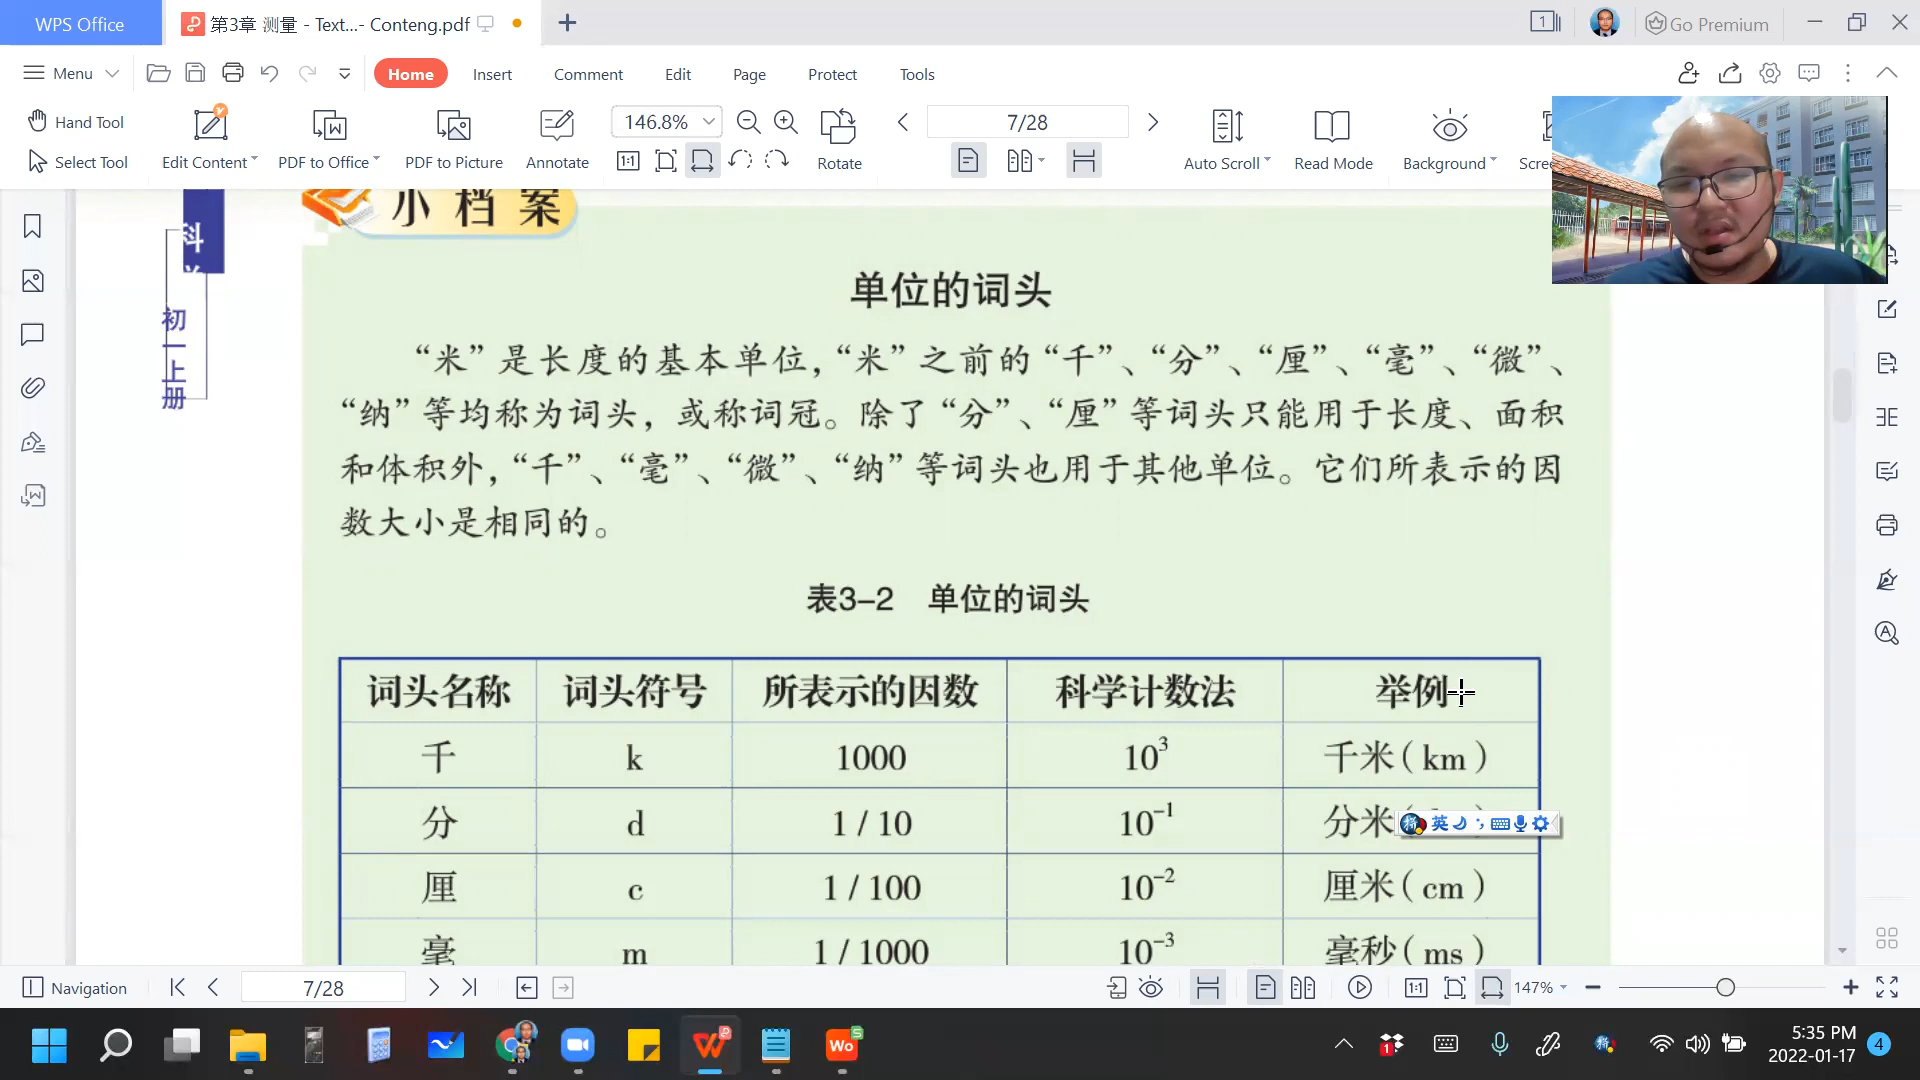 WPS Office
第3章 测量 - Text...- Conteng.pdf
1
Go Premium
Menu
Home
Insert
Comment
Edit
Page
Protect
Tools
Hand Tool
Select Tool
Edit Content
PDF to Office
PDF to Picture
Annotate
146.8%
1:1
Rotate
7/28
Auto Scroll
Read Mode
Background
小档案
科
初一上册
单位的词头
“米”是长度的基本单位，“米”之前的“千”、“分”、“厘”、“毫”、“微”、
“纳”等均称为词头，或称词冠。除了“分”、“厘”等词头只能用于长度、面积
和体积外，“千”、“毫”、“微”、“纳”等词头也用于其他单位。它们所表示的因
数大小是相同的。
表3–2 单位的词头
词头名称 词头符号 所表示的因数 科学计数法 举例
千 k 1000 10³ 千米（km）
分 d 1 / 10 10⁻¹ 分米
厘 c 1 / 100 10⁻² 厘米（cm）
毫 m 1 / 1000 10⁻³ 毫秒（ms）
英
Navigation
7/28
1:1
147%
Wo
S
1
5:35 PM
2022-01-17
4